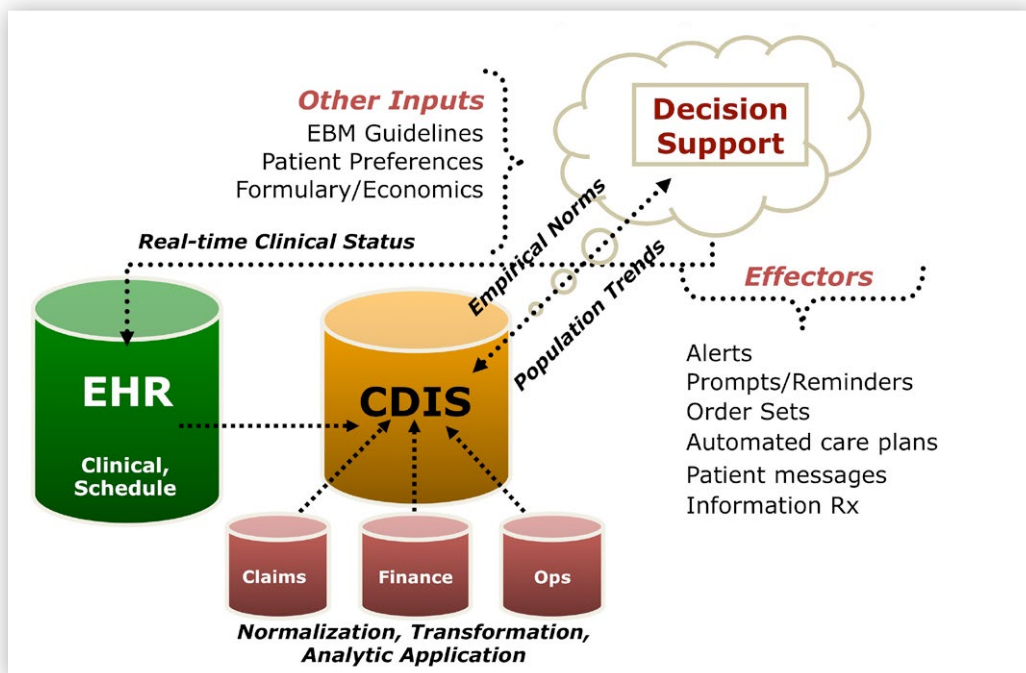 Other Inputs
EBM Guidelines
Patient Preferences
Formulary/Economics
Decision
Support
Real-time Clinical Status
Empirical Norms
Population Trends
Effectors
Alerts
Prompts/Reminders
Order Sets
Automated care plans
Patient messages
Information Rx
EHR
Clinical,
Schedule
CDIS
Claims
Finance
Ops
Normalization, Transformation,
Analytic Application